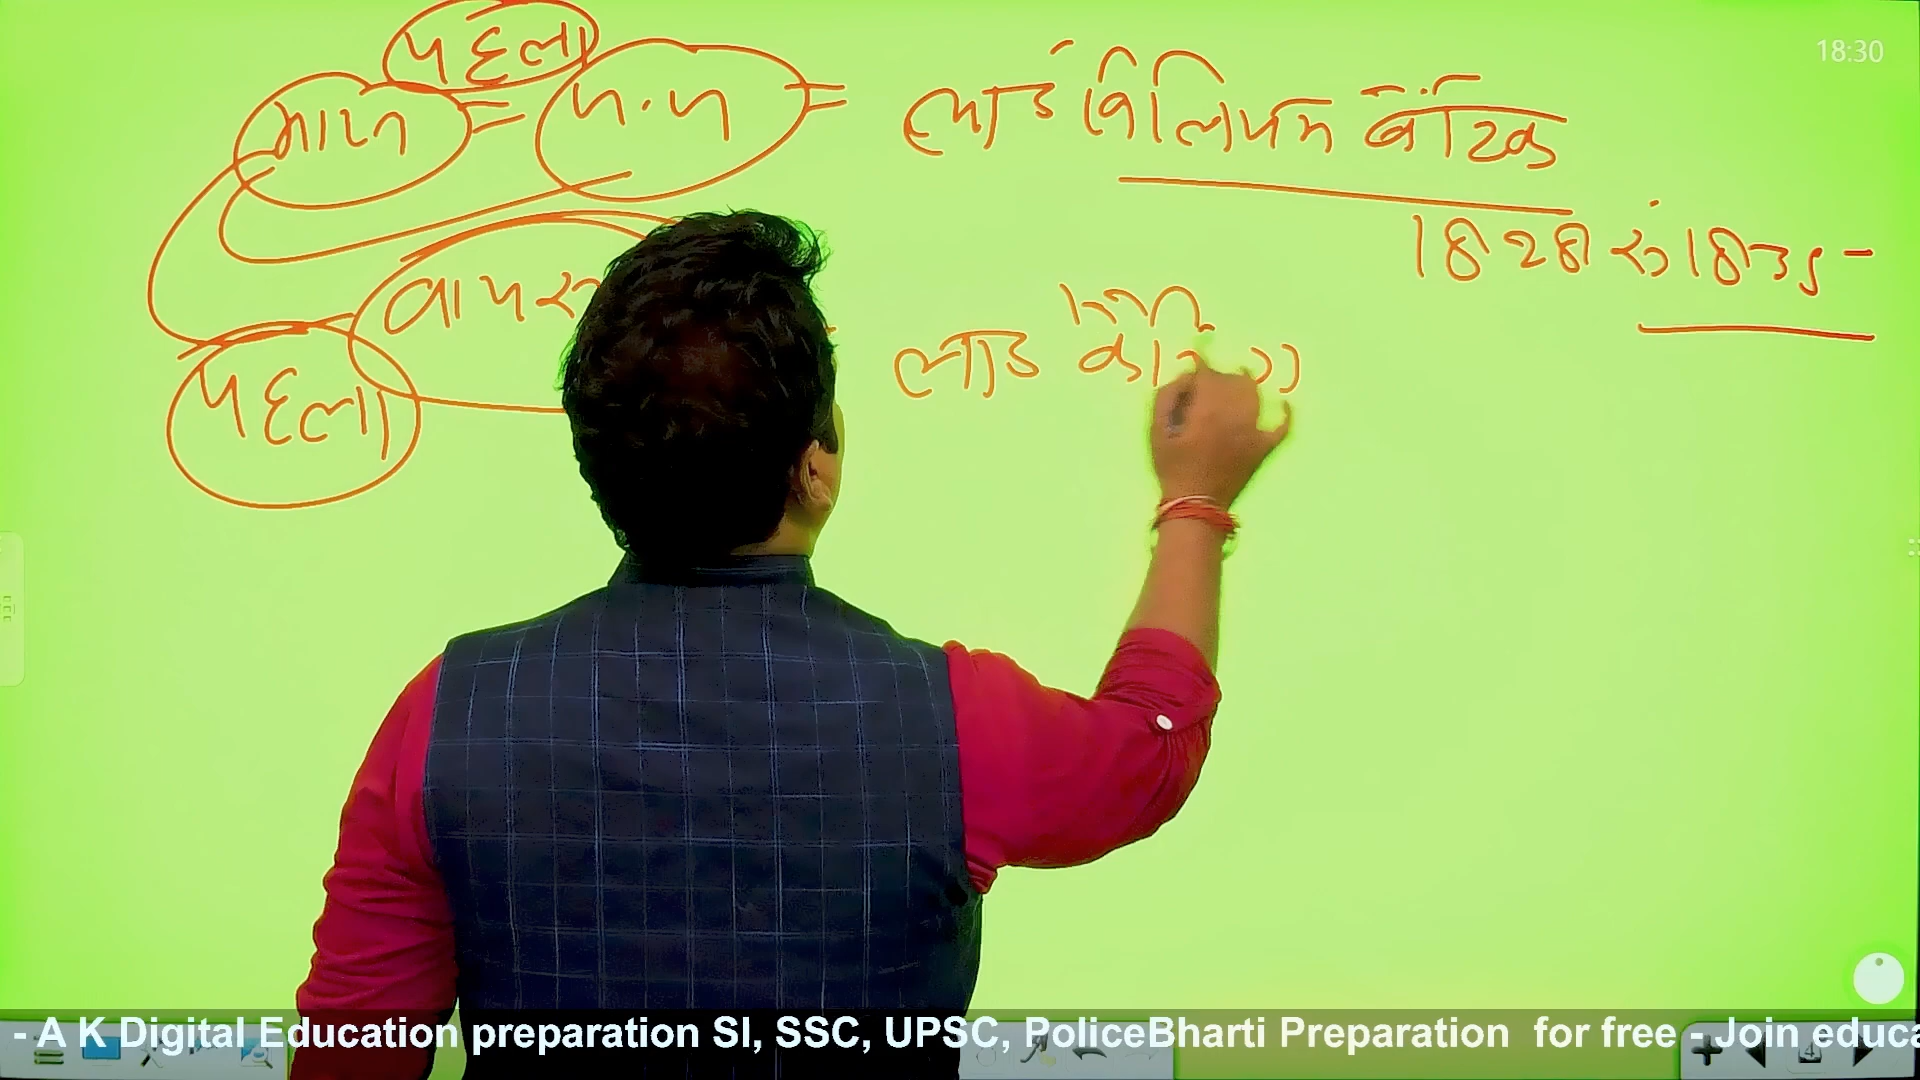 पहला
भारत = ग.ज = लार्ड विलियम बैंटिक
1828 से 1835 -
वायस
लार्ड
पहला
18:30
- A K Digital Education preparation SI, SSC, UPSC, PoliceBharti Preparation for free - Join educa